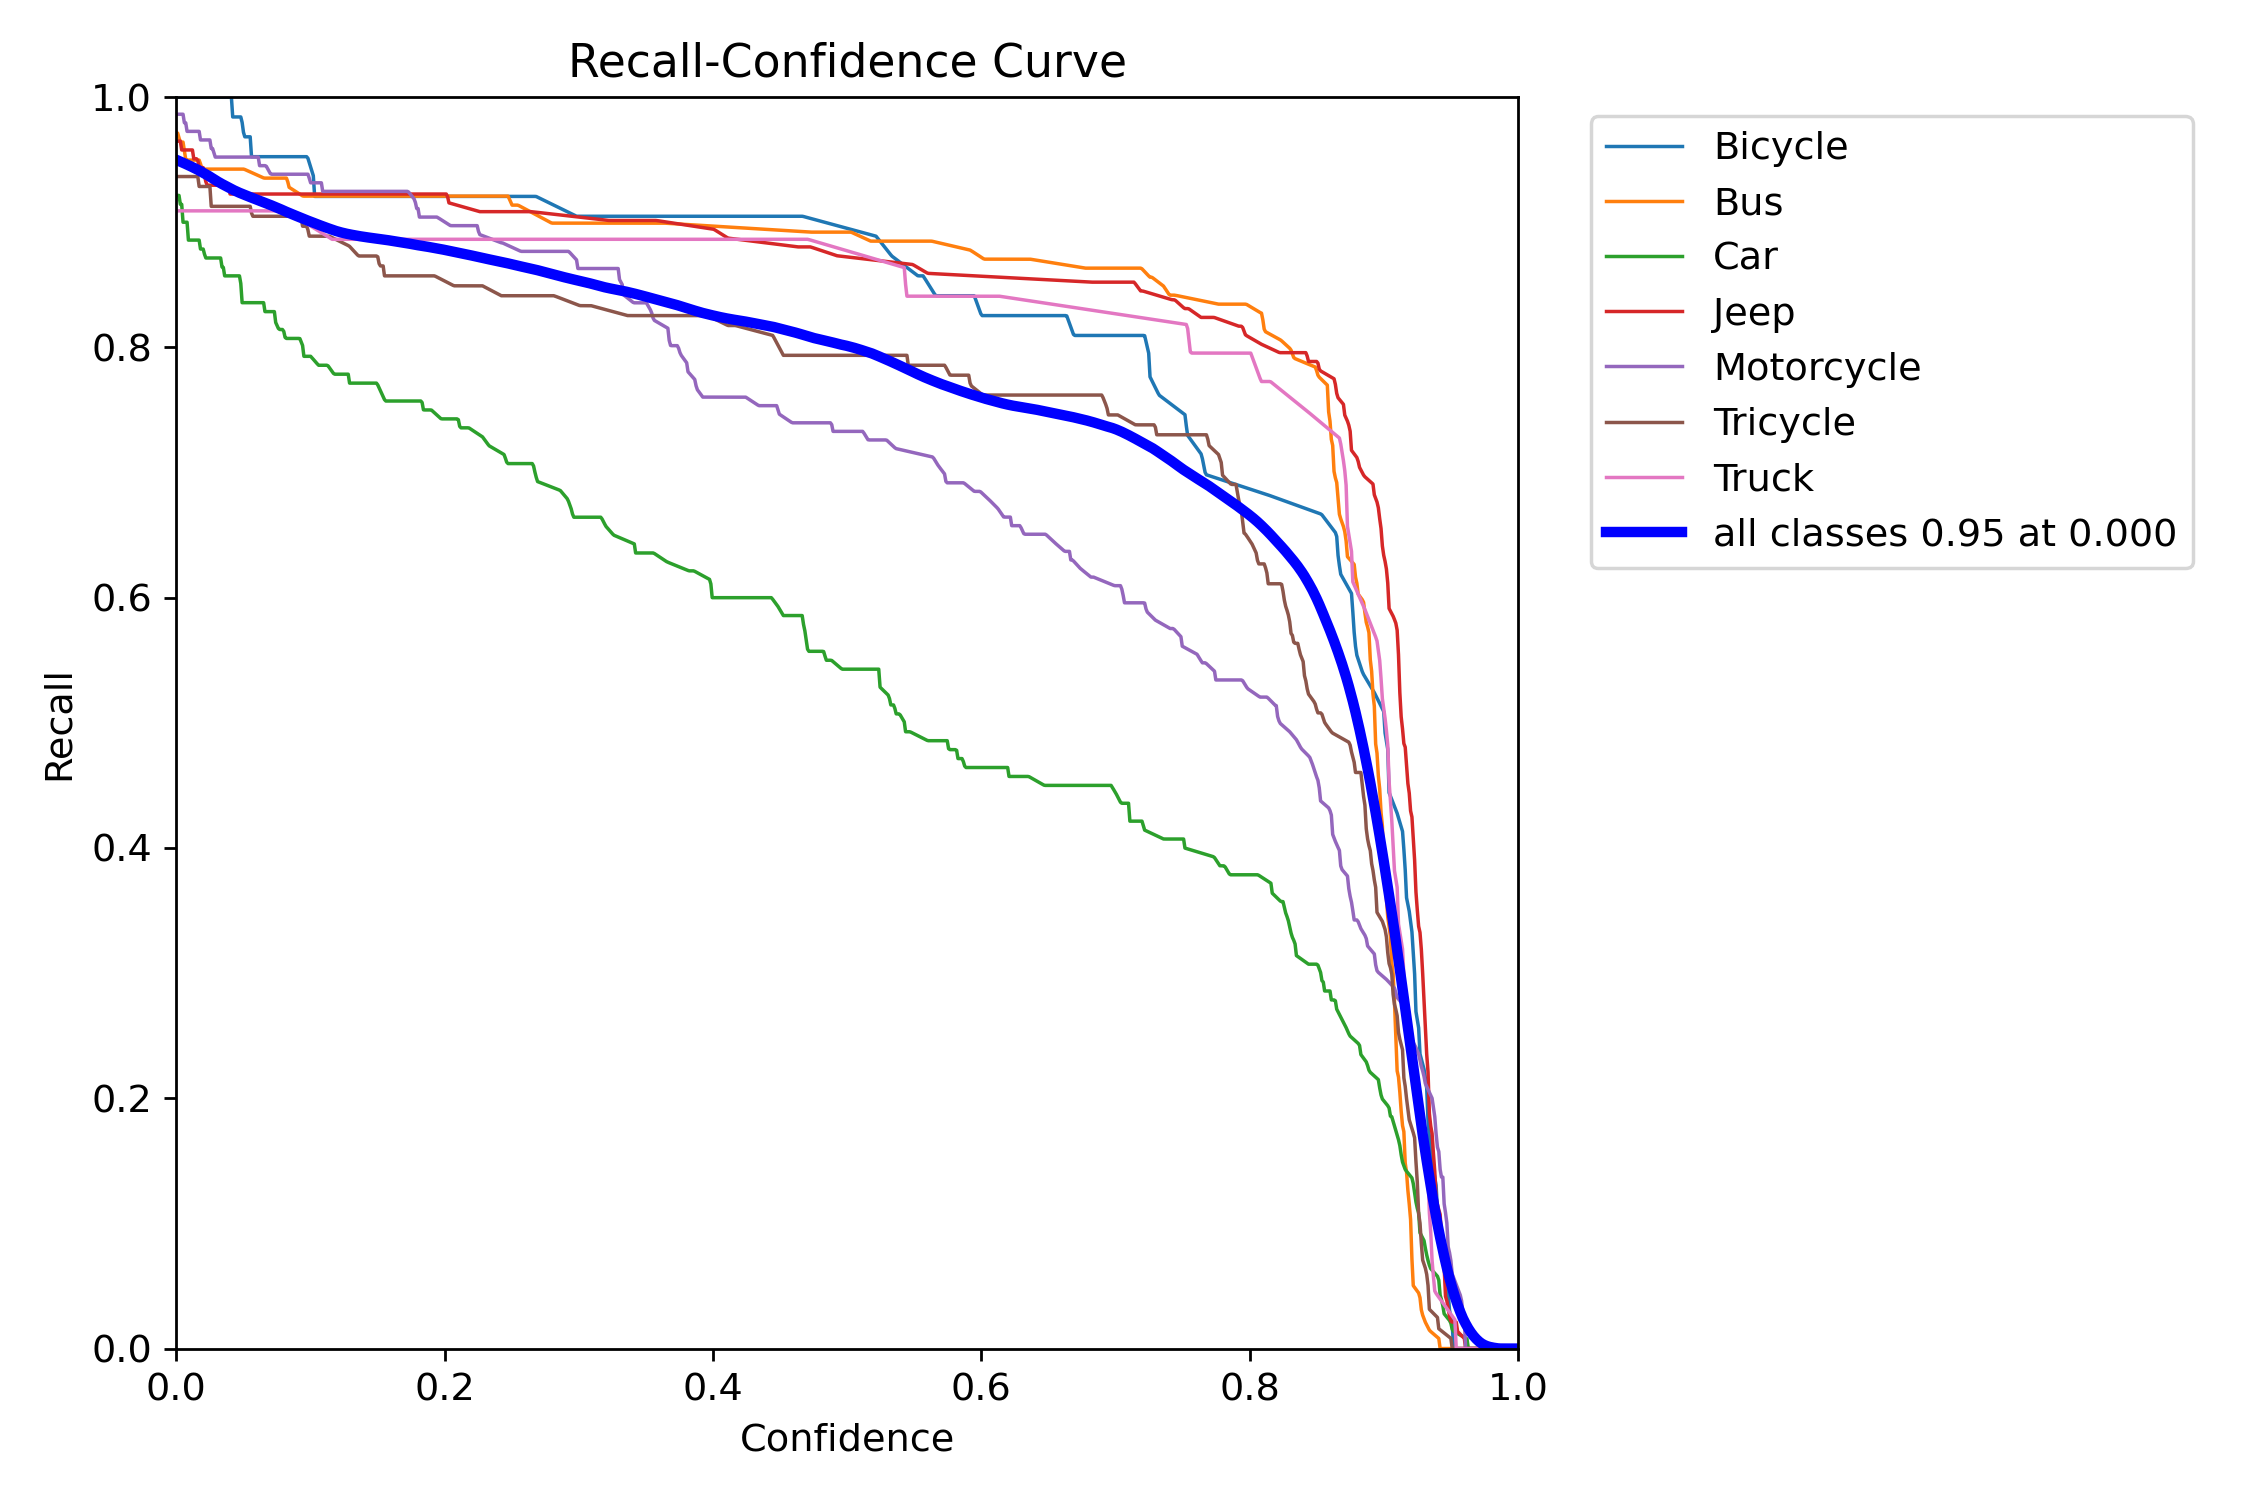 Recall-Confidence Curve
1.0
0.8
0.6
0.4
0.2
0.0
Recall
0.0 0.2 0.4 0.6 0.8 1.0
Confidence
Bicycle
Bus
Car
Jeep
Motorcycle
Tricycle
Truck
all classes 0.95 at 0.000